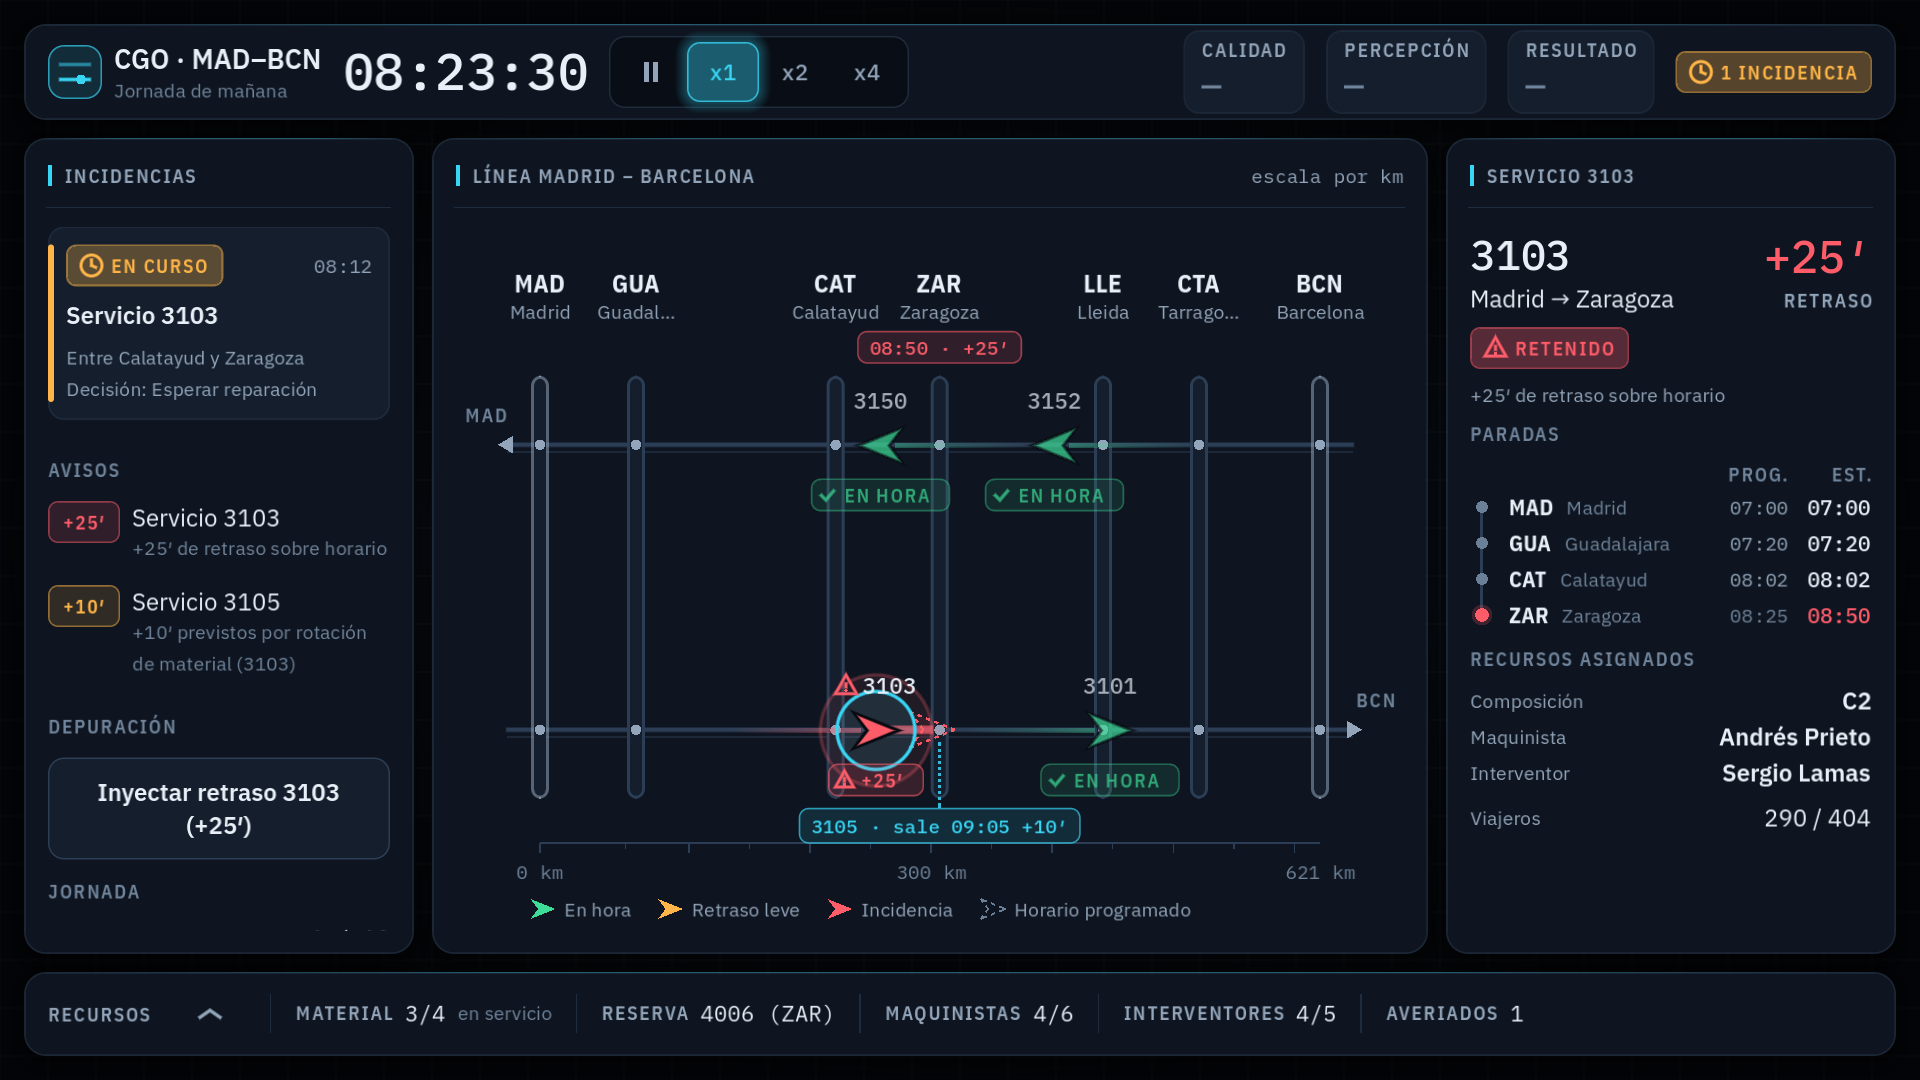 CGO · MAD–BCN
Jornada de mañana
08:23:30
x1
x2
x4
CALIDAD
—
PERCEPCIÓN
—
RESULTADO
—
1 INCIDENCIA
INCIDENCIAS
EN CURSO
08:12
Servicio 3103
Entre Calatayud y Zaragoza
Decisión: Esperar reparación
AVISOS
+25′
Servicio 3103
+25′ de retraso sobre horario
+10′
Servicio 3105
+10′ previstos por rotación
de material (3103)
DEPURACIÓN
Inyectar retraso 3103
(+25′)
JORNADA
LÍNEA MADRID – BARCELONA
escala por km
MAD
Madrid
GUA
Guadal…
CAT
Calatayud
ZAR
Zaragoza
LLE
Lleida
CTA
Tarrago…
BCN
Barcelona
08:50 · +25′
MAD
3150
3152
EN HORA
EN HORA
3103
3101
BCN
+25′
EN HORA
3105 · sale 09:05 +10′
0 km
300 km
621 km
En hora
Retraso leve
Incidencia
Horario programado
SERVICIO 3103
3103
+25′
Madrid → Zaragoza
RETRASO
RETENIDO
+25′ de retraso sobre horario
PARADAS
PROG. EST.
MAD Madrid 07:00 07:00
GUA Guadalajara 07:20 07:20
CAT Calatayud 08:02 08:02
ZAR Zaragoza 08:25 08:50
RECURSOS ASIGNADOS
Composición C2
Maquinista Andrés Prieto
Interventor Sergio Lamas
Viajeros 290 / 404
RECURSOS
MATERIAL 3/4 en servicio
RESERVA 4006 (ZAR)
MAQUINISTAS 4/6
INTERVENTORES 4/5
AVERIADOS 1